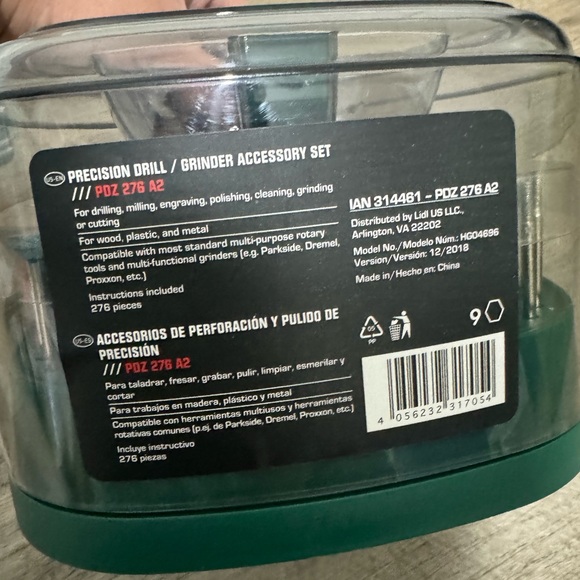 US-EN
PRECISION DRILL / GRINDER ACCESSORY SET
/// PDZ 276 A2
For drilling, milling, engraving, polishing, cleaning, grinding
or cutting
For wood, plastic, and metal
Compatible with most standard multi-purpose rotary
tools and multi-functional grinders (e.g. Parkside, Dremel,
Proxxon, etc.)
Instructions included
276 pieces
US-ES
ACCESORIOS DE PERFORACIÓN Y PULIDO DE
PRECISIÓN
/// PDZ 276 A2
Para taladrar, fresar, grabar, pulir, limpiar, esmerilar y
cortar
Para trabajos en madera, plástico y metal
Compatible con herramientas multiusos y herramientas
rotativas comunes (p.ej. de Parkside, Dremel, Proxxon, etc.)
Incluye instructivo
276 piezas
IAN 314461 – PDZ 276 A2
Distributed by Lidl US LLC.,
Arlington, VA 22202
Model No./Modelo Núm.: HG04696
Version/Versión: 12/2018
Made in/Hecho en: China
05
PP
9
4 056232 317054